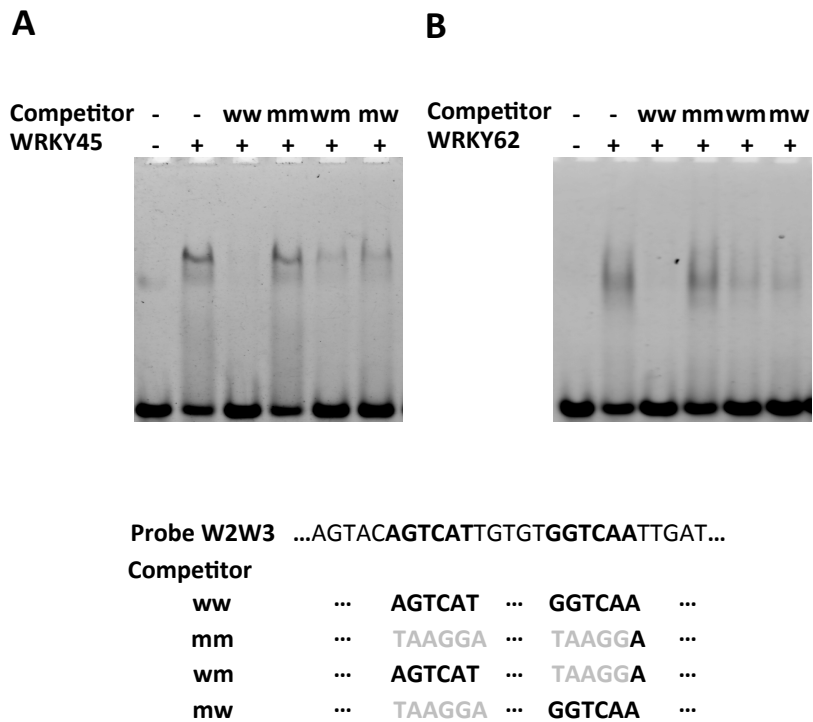 A
B
Competitor - - ww mm wm mw
WRKY45 - + + + + +
Competitor - - ww mm wm mw
WRKY62 - + + + + +
Probe W2W3 ...AGTACAGTCATTGTGTGGTCAATTGAT...
Competitor
ww ... AGTCAT ... GGTCAA ...
mm ... TAAGGA ... TAAGGA ...
wm ... AGTCAT ... TAAGGA ...
mw ... TAAGGA ... GGTCAA ...